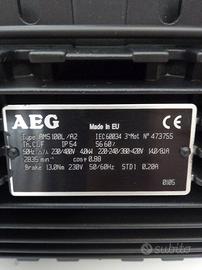 AEG
Made in EU
CE
Type AM5100L/A2 IEC60034 3~Mot N° 473755
Th.Cl.F IP54 S6 60%
50Hz 230/400V 4.0kW 220-240/380-420V 14.0/8.1A
2835 min⁻¹ cosφ 0.88
Brake 13.0Nm 230V 50/60Hz STD1 0.20A
0105
subito